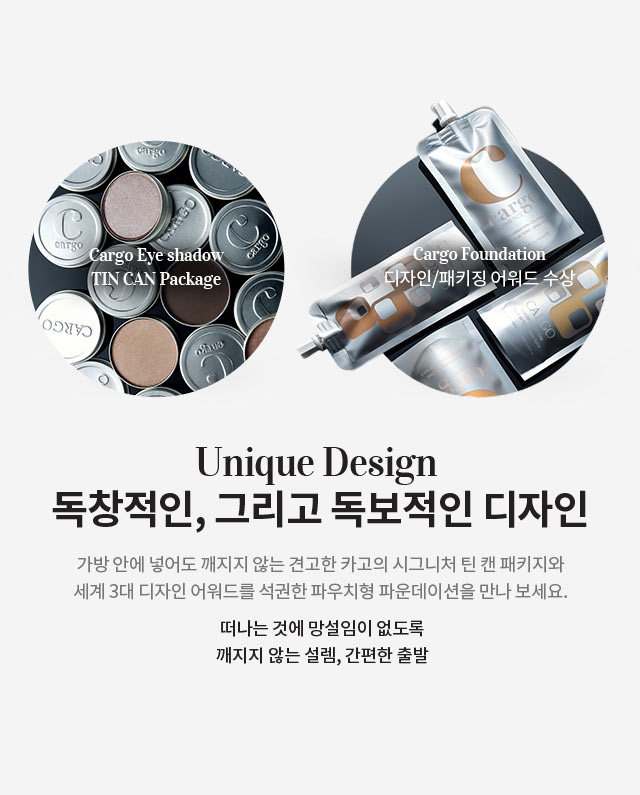 Cargo Eye shadow
TIN CAN Package
Cargo Foundation
디자인/패키징 어워드 수상
C
cargo
CARGO
C
cargo
CARGO
C
cargo
CARGO
Unique Design
독창적인, 그리고 독보적인 디자인
가방 안에 넣어도 깨지지 않는 견고한 카고의 시그니처 틴 캔 패키지와
세계 3대 디자인 어워드를 석권한 파우치형 파운데이션을 만나 보세요.
떠나는 것에 망설임이 없도록
깨지지 않는 설렘, 간편한 출발